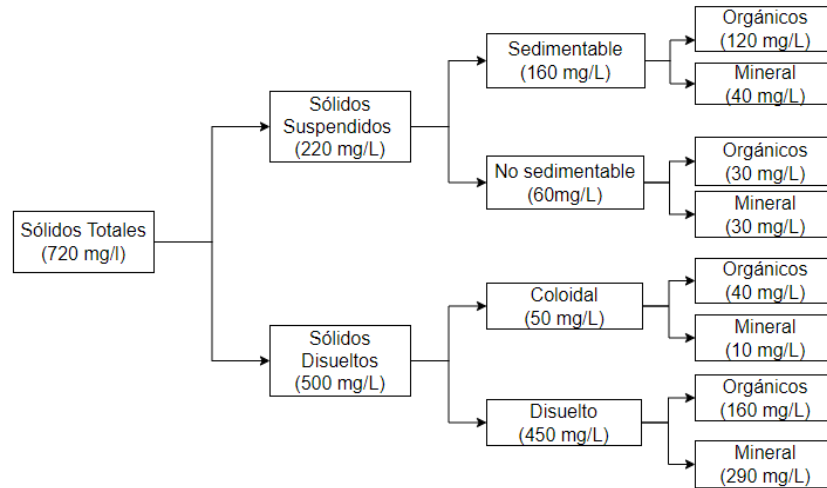 Sólidos Totales
(720 mg/l)
Sólidos
Suspendidos
(220 mg/L)
Sólidos
Disueltos
(500 mg/L)
Sedimentable
(160 mg/L)
No sedimentable
(60mg/L)
Coloidal
(50 mg/L)
Disuelto
(450 mg/L)
Orgánicos
(120 mg/L)
Mineral
(40 mg/L)
Orgánicos
(30 mg/L)
Mineral
(30 mg/L)
Orgánicos
(40 mg/L)
Mineral
(10 mg/L)
Orgánicos
(160 mg/L)
Mineral
(290 mg/L)